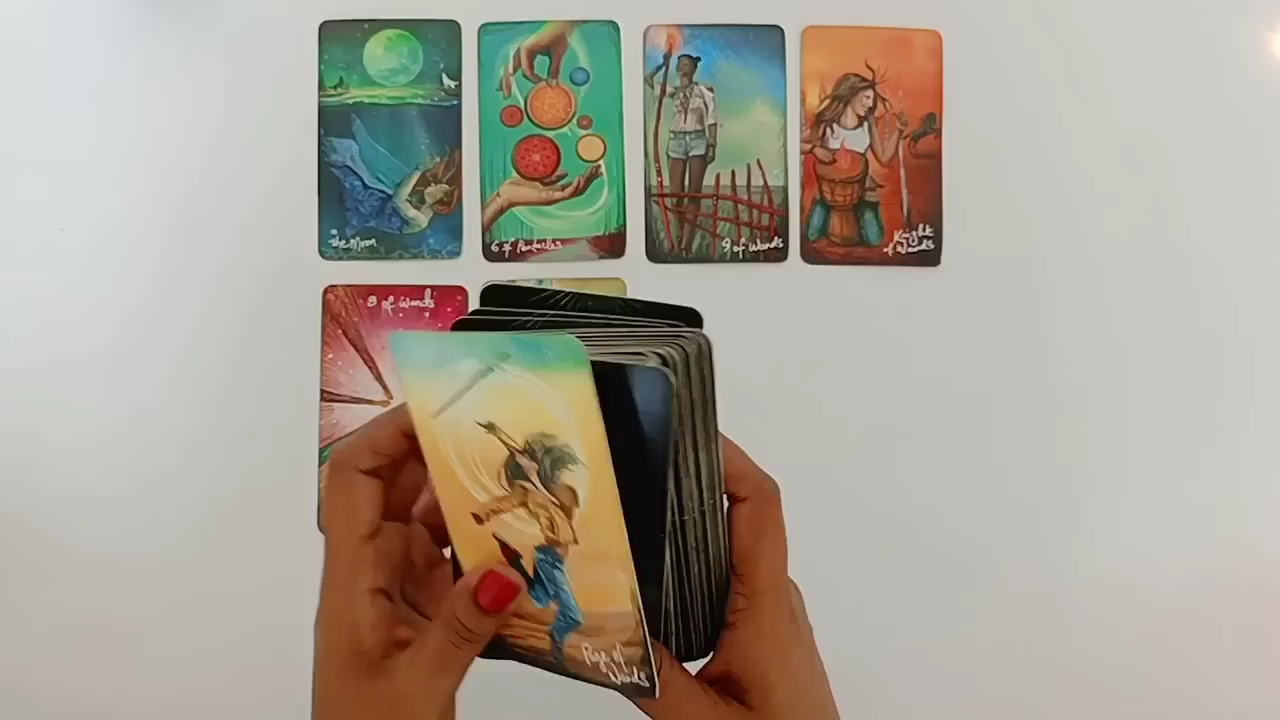 The Moon
6 of Pentacles
9 of Wands
Knight
of Wands
8 of Wands
Page of
Wands